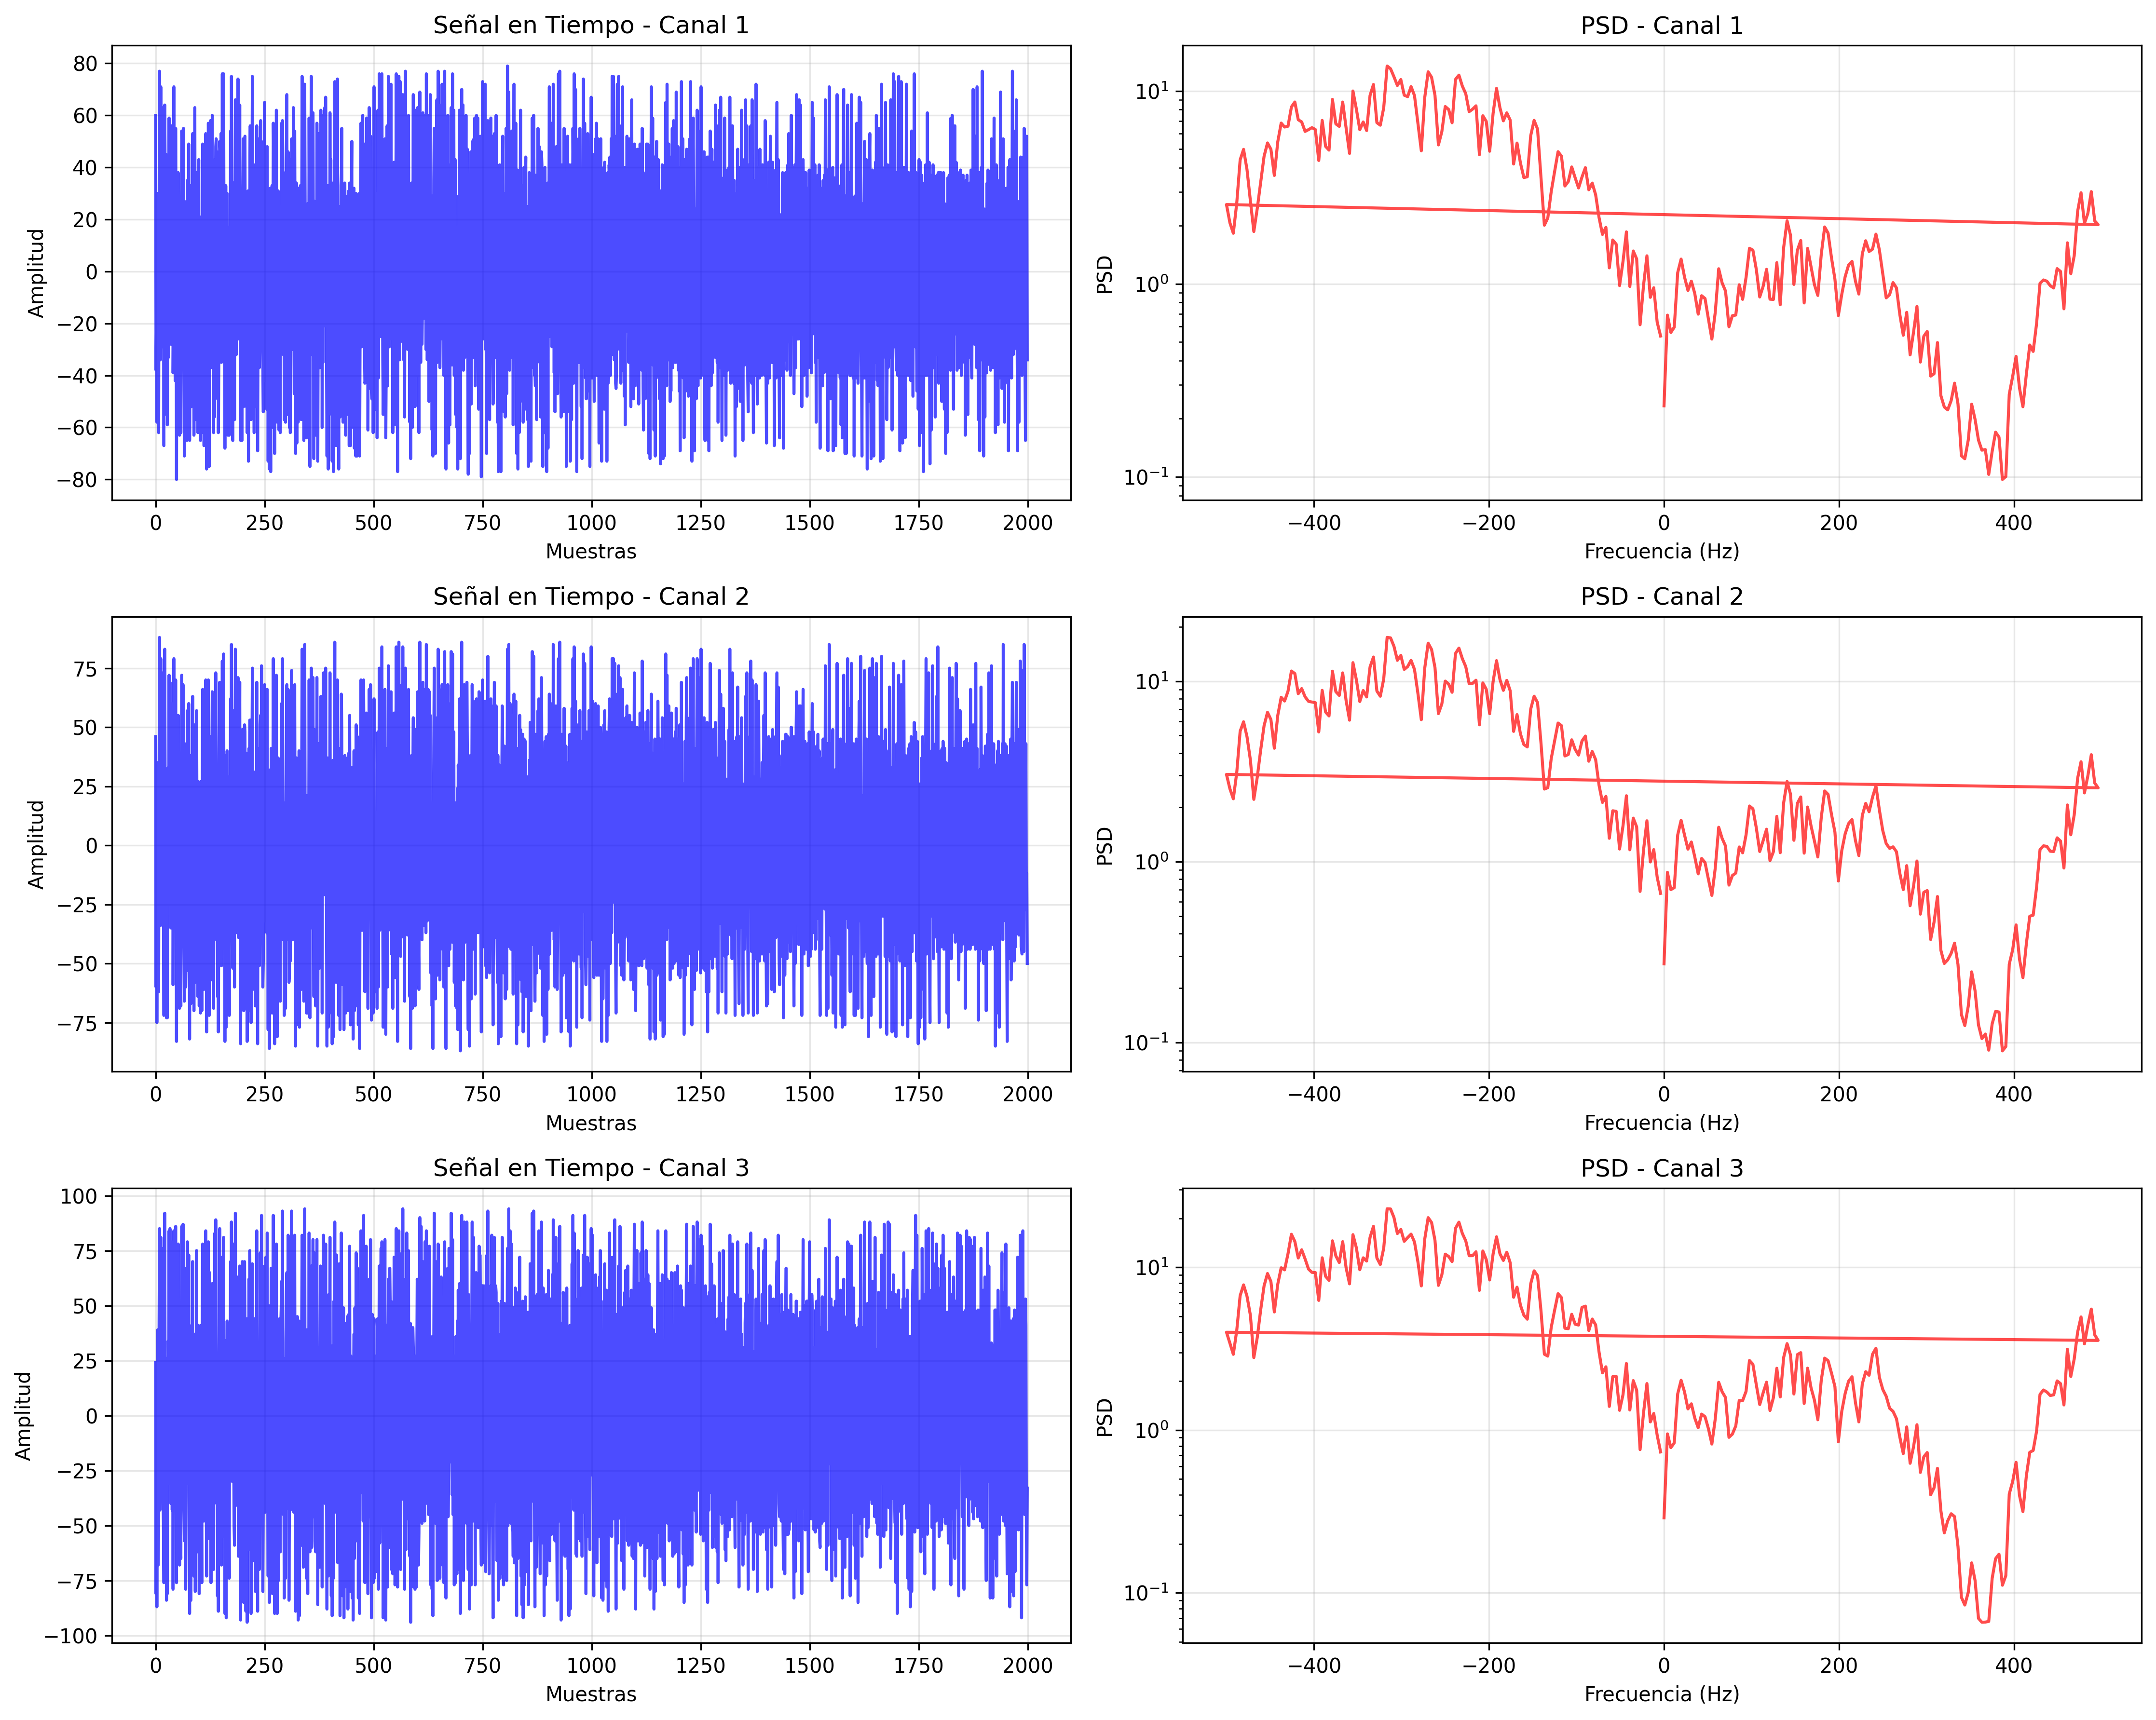 Señal en Tiempo - Canal 1
80
60
40
20
0
−20
−40
−60
−80
Amplitud
0 250 500 750 1000 1250 1500 1750 2000
Muestras
PSD - Canal 1
10¹
10⁰
10⁻¹
PSD
−400 −200 0 200 400
Frecuencia (Hz)
Señal en Tiempo - Canal 2
75
50
25
0
−25
−50
−75
Amplitud
0 250 500 750 1000 1250 1500 1750 2000
Muestras
PSD - Canal 2
10¹
10⁰
10⁻¹
PSD
−400 −200 0 200 400
Frecuencia (Hz)
Señal en Tiempo - Canal 3
100
75
50
25
0
−25
−50
−75
−100
Amplitud
0 250 500 750 1000 1250 1500 1750 2000
Muestras
PSD - Canal 3
10¹
10⁰
10⁻¹
PSD
−400 −200 0 200 400
Frecuencia (Hz)